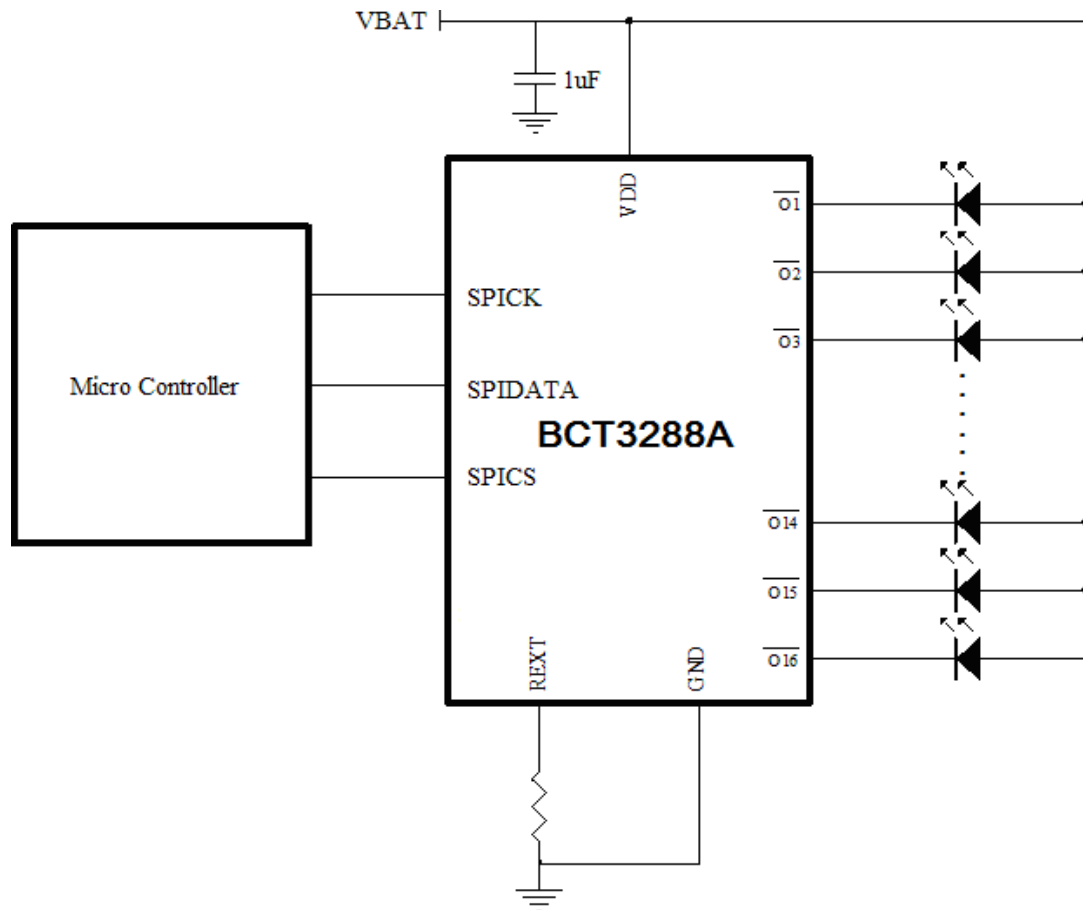 VBAT
1uF
VDD
O1
O2
SPICK
O3
Micro Controller
SPIDATA
BCT3288A
SPICS
O14
O15
REXT
GND
O16